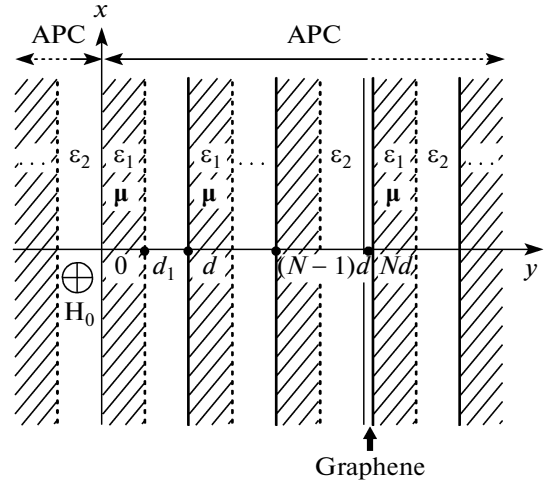 x
APC APC
. . . ε₂ ε₁ ε₁ . . . ε₂ ε₁ ε₂ . . .
μ μ μ
0 d₁ d (N − 1)d Nd y
H₀
Graphene